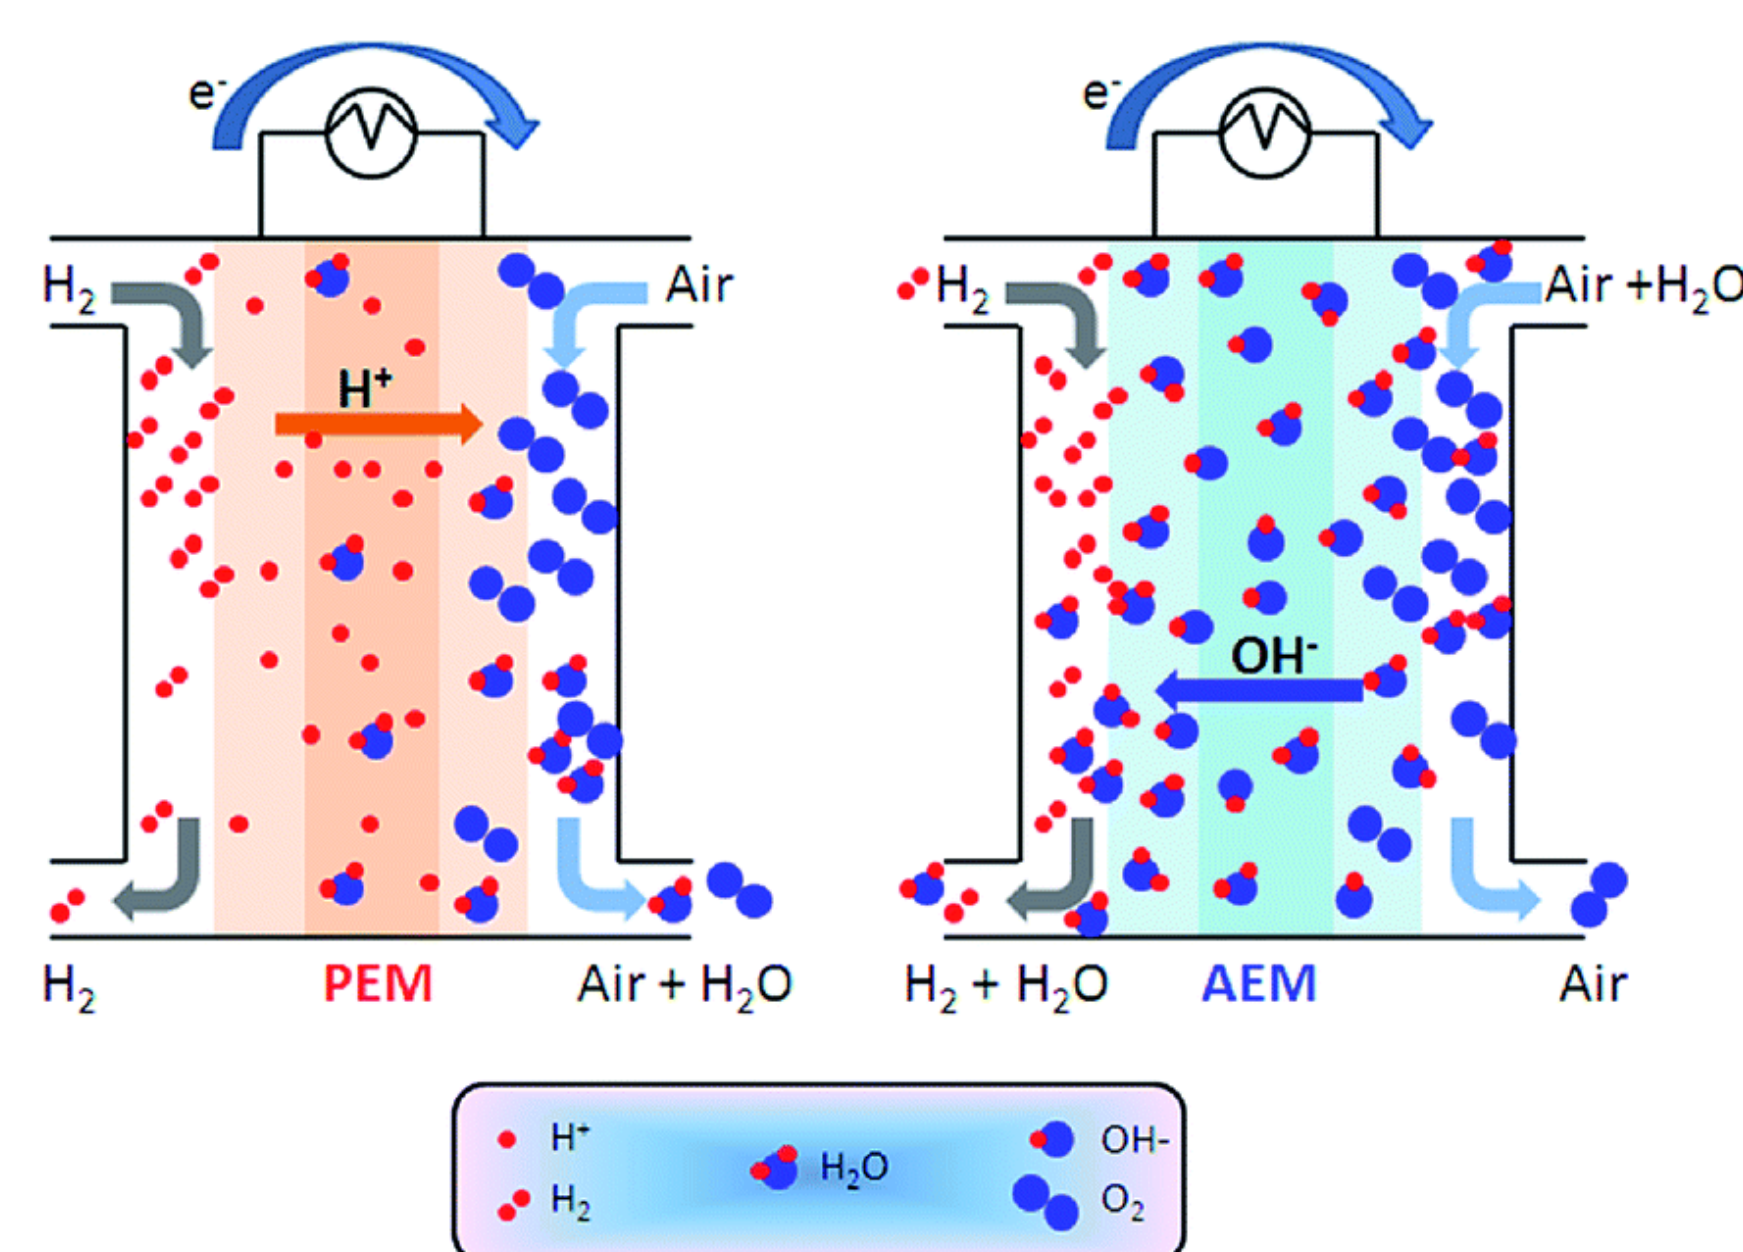 e⁻ e⁻
H₂ Air H₂ Air +H₂O
H⁺
OH⁻
H₂ PEM Air + H₂O H₂ + H₂O AEM Air
H⁺ H₂O OH-
H₂ O₂